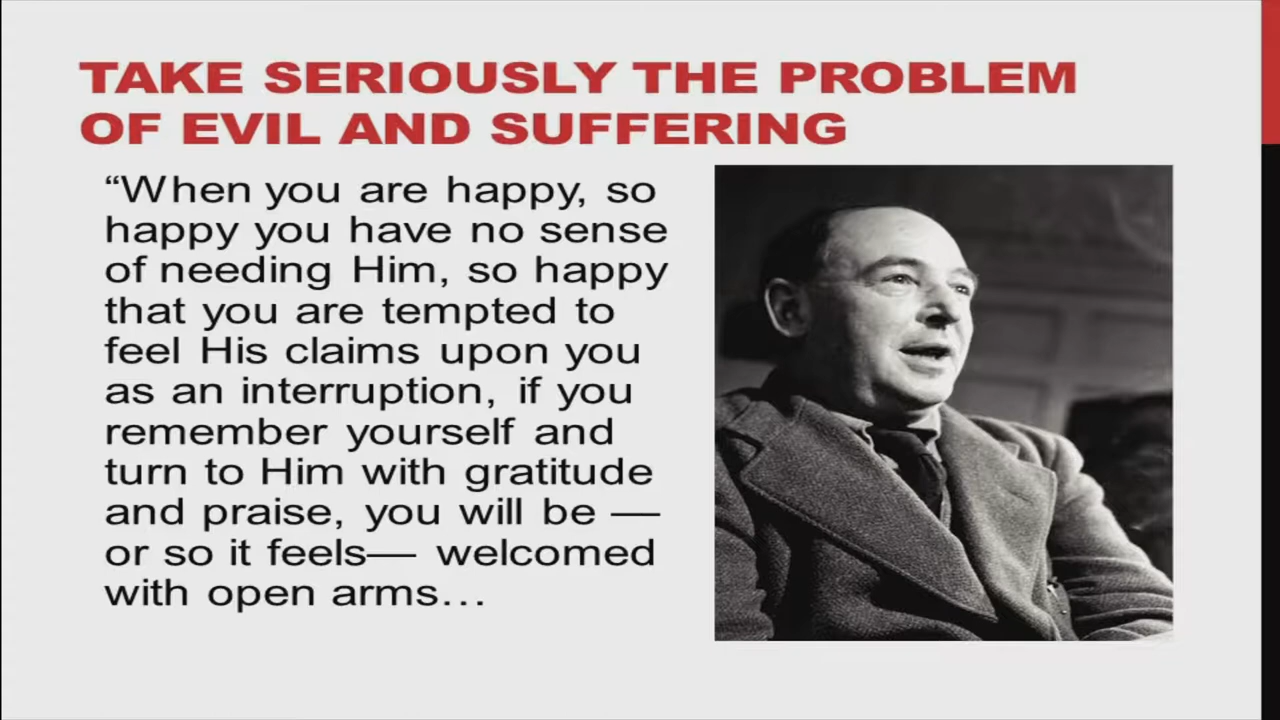 TAKE SERIOUSLY THE PROBLEM
OF EVIL AND SUFFERING
“When you are happy, so
happy you have no sense
of needing Him, so happy
that you are tempted to
feel His claims upon you
as an interruption, if you
remember yourself and
turn to Him with gratitude
and praise, you will be —
or so it feels— welcomed
with open arms…